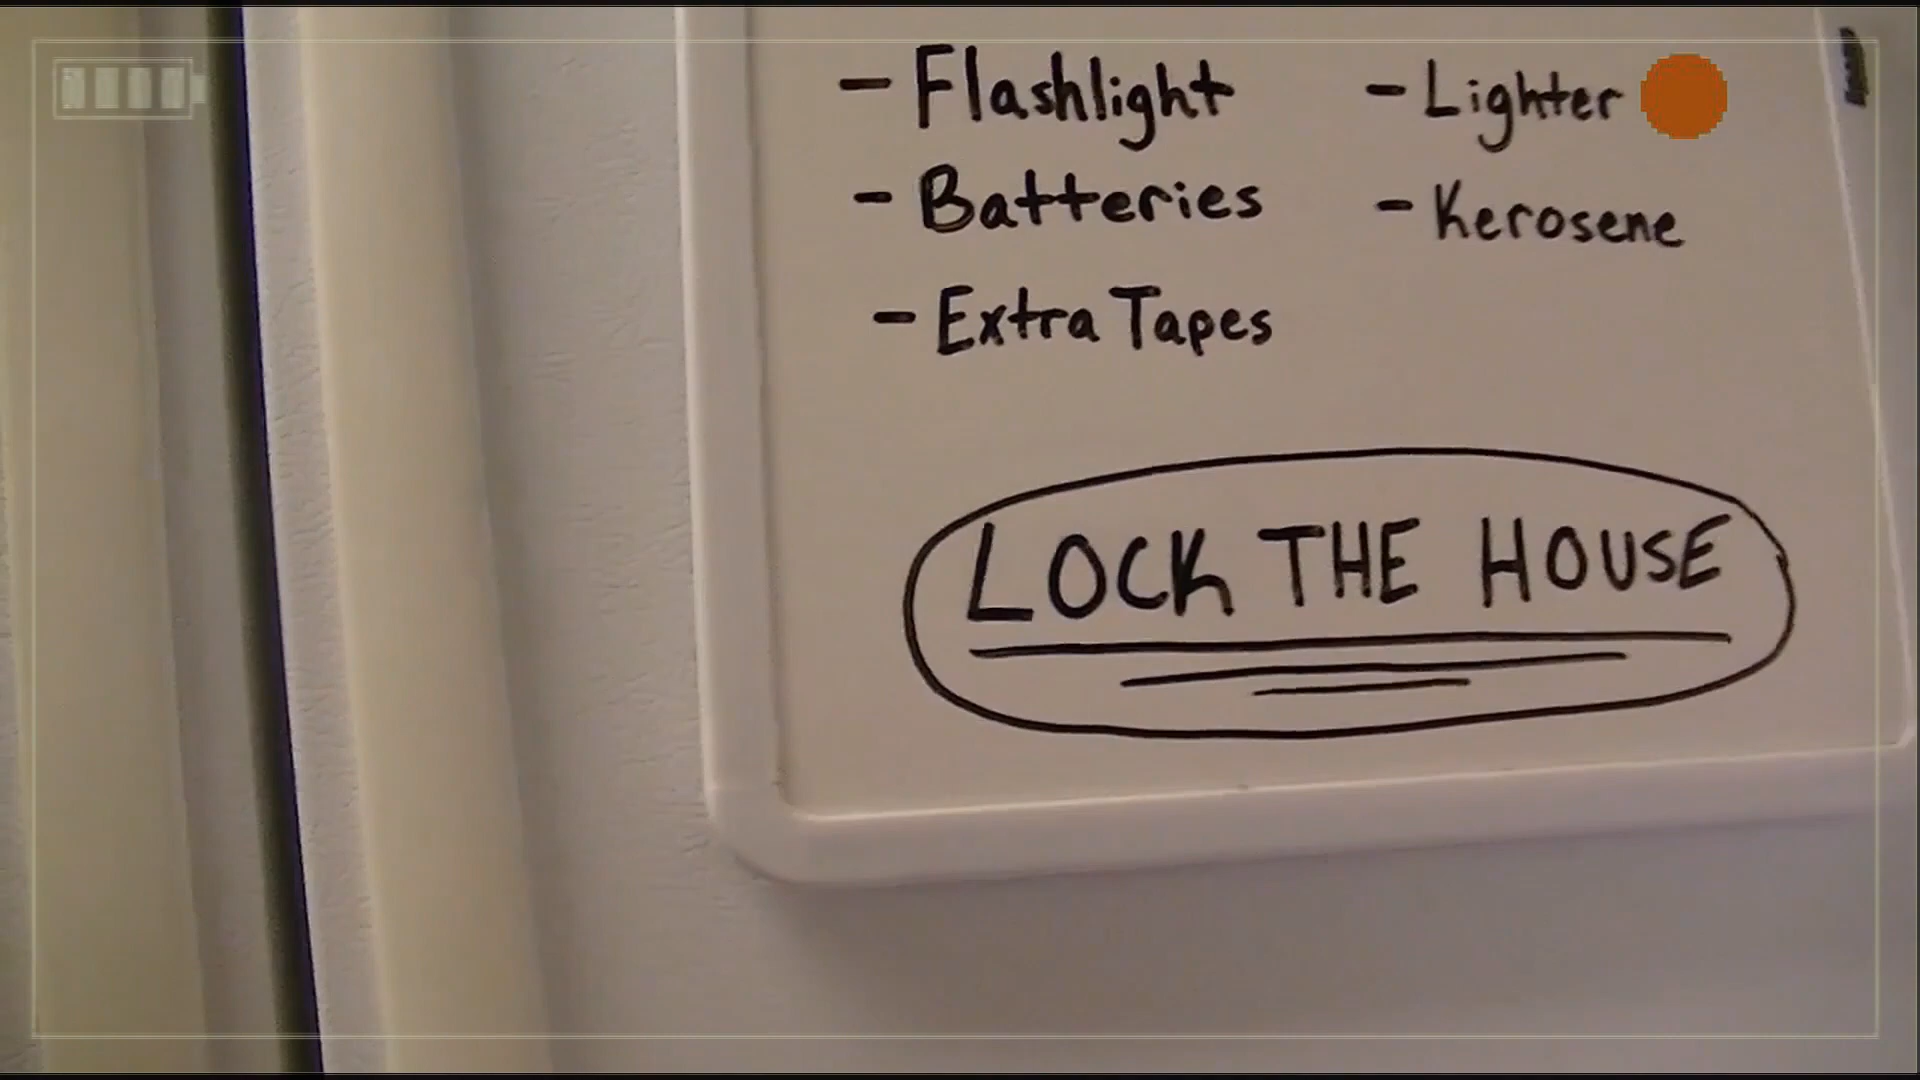 - Flashlight
- Batteries
- Extra Tapes
- Lighter
- Kerosene
LOCK THE HOUSE